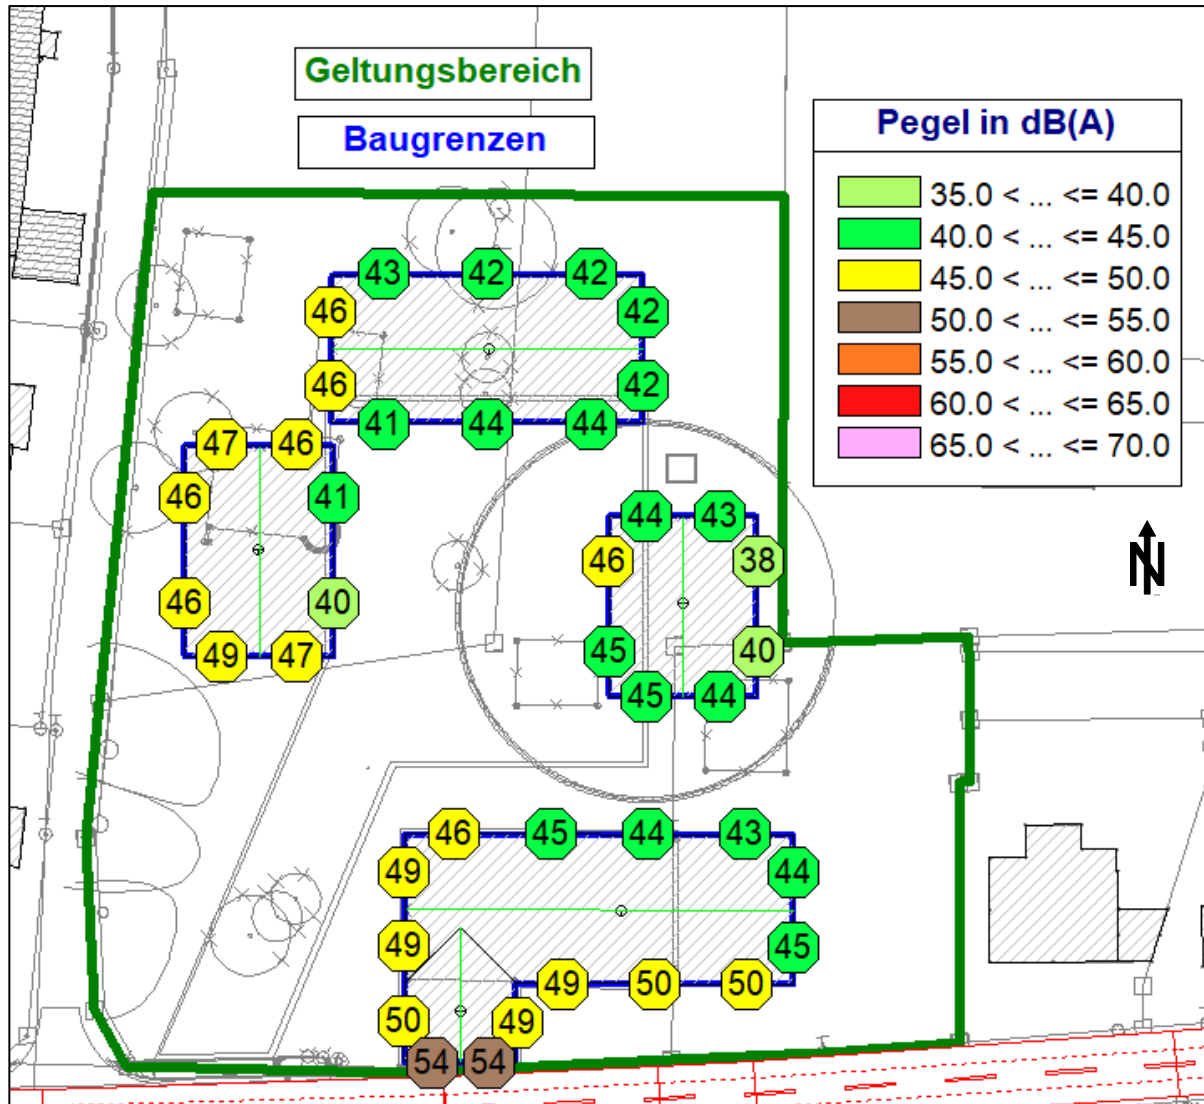 Geltungsbereich
Baugrenzen
Pegel in dB(A)
35.0 < ... <= 40.0
40.0 < ... <= 45.0
45.0 < ... <= 50.0
50.0 < ... <= 55.0
55.0 < ... <= 60.0
60.0 < ... <= 65.0
65.0 < ... <= 70.0
N
43 42 42
46 42
46 42
41 44 44
47 46
46 41
46 40
49 47
44 43
46 38
45 40
45 44
46 45 44 43
49 44
49 45
49 50 50
50 49
54 54